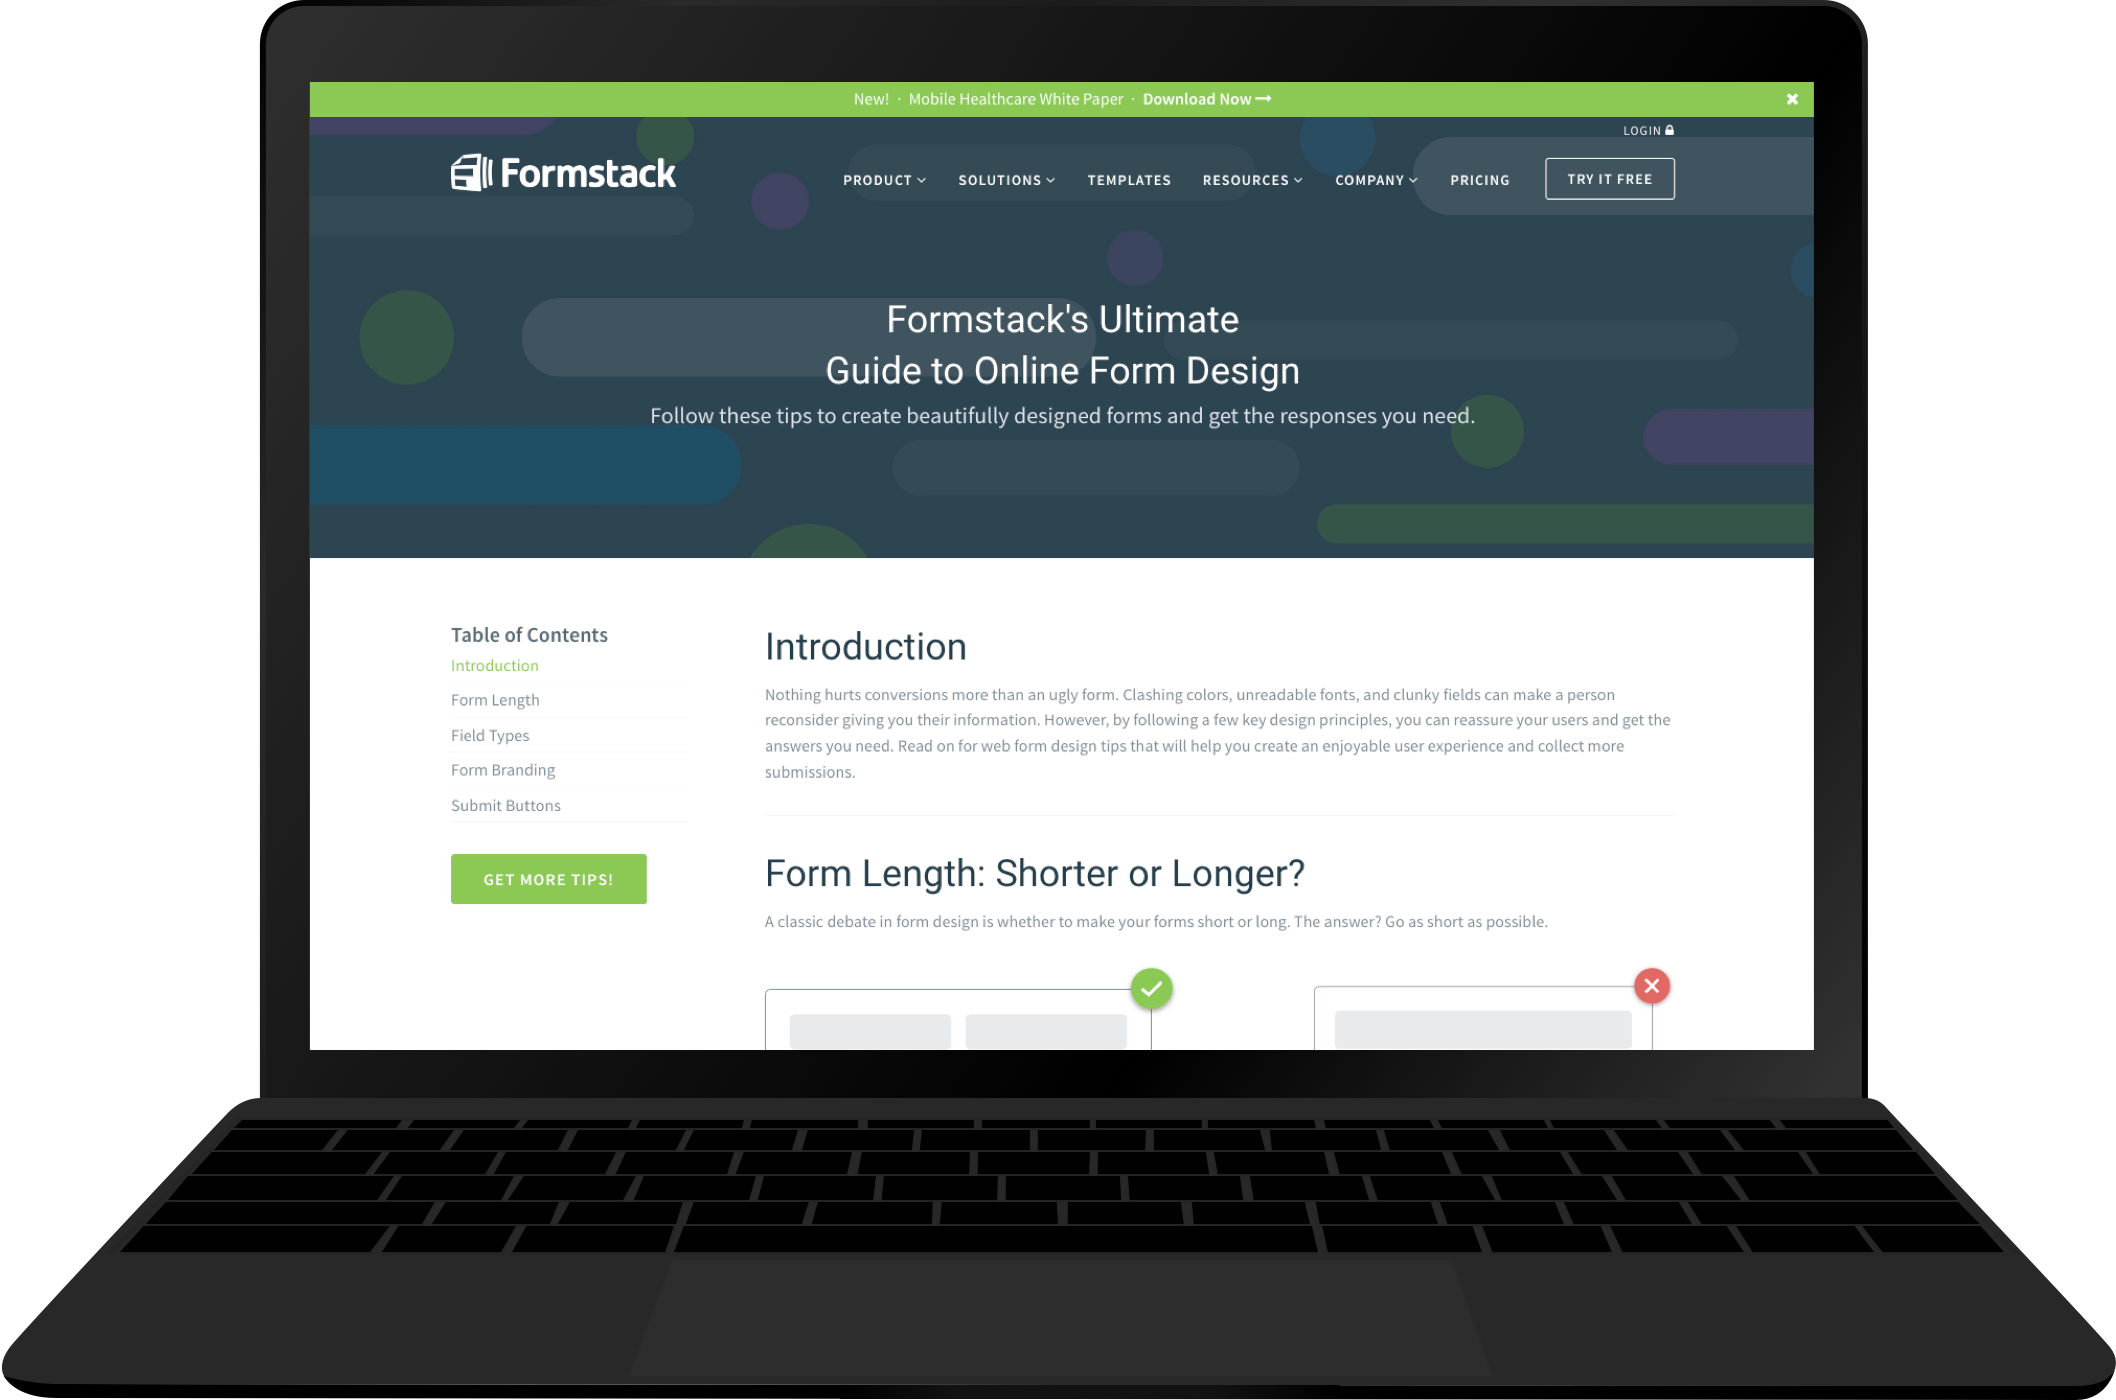 New! · Mobile Healthcare White Paper · Download Now
LOGIN
Formstack
PRODUCT SOLUTIONS TEMPLATES RESOURCES COMPANY PRICING TRY IT FREE
Formstack's Ultimate
Guide to Online Form Design
Follow these tips to create beautifully designed forms and get the responses you need.
Table of Contents
Introduction
Form Length
Field Types
Form Branding
Submit Buttons
GET MORE TIPS!
Introduction
Nothing hurts conversions more than an ugly form. Clashing colors, unreadable fonts, and clunky fields can make a person
reconsider giving you their information. However, by following a few key design principles, you can reassure your users and get the
answers you need. Read on for web form design tips that will help you create an enjoyable user experience and collect more
submissions.
Form Length: Shorter or Longer?
A classic debate in form design is whether to make your forms short or long. The answer? Go as short as possible.